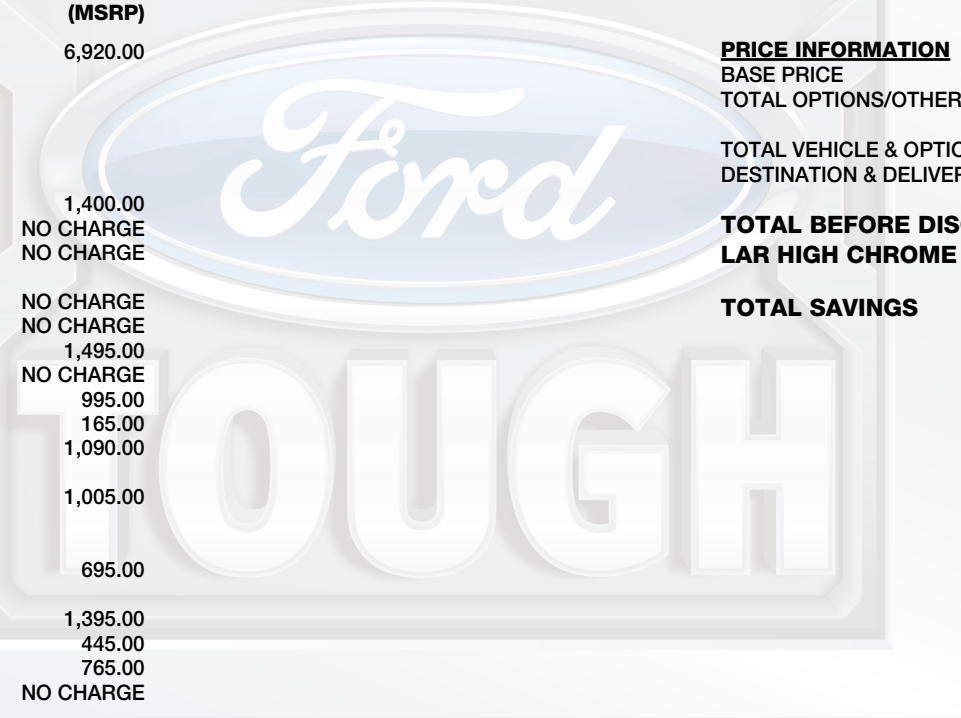 (MSRP)
6,920.00
1,400.00
NO CHARGE
NO CHARGE
NO CHARGE
NO CHARGE
1,495.00
NO CHARGE
995.00
165.00
1,090.00
1,005.00
695.00
1,395.00
445.00
765.00
NO CHARGE
PRICE INFORMATION
BASE PRICE
TOTAL OPTIONS/OTHER
TOTAL VEHICLE & OPTIO
DESTINATION & DELIVER
TOTAL BEFORE DISC
LAR HIGH CHROME
TOTAL SAVINGS
Ford
TOUGH